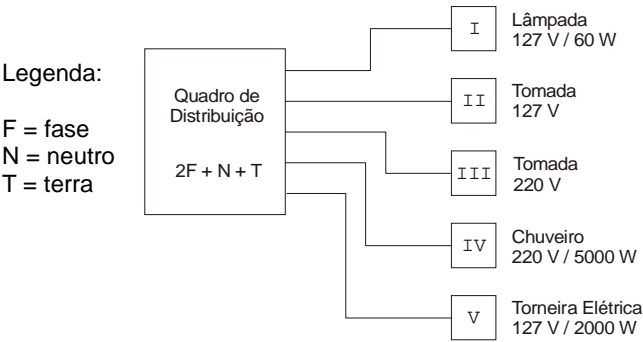 Legenda:
F = fase
N = neutro
T = terra
Quadro de
Distribuição
2F + N + T
I
Lâmpada
127 V / 60 W
II
Tomada
127 V
III
Tomada
220 V
IV
Chuveiro
220 V / 5000 W
V
Torneira Elétrica
127 V / 2000 W